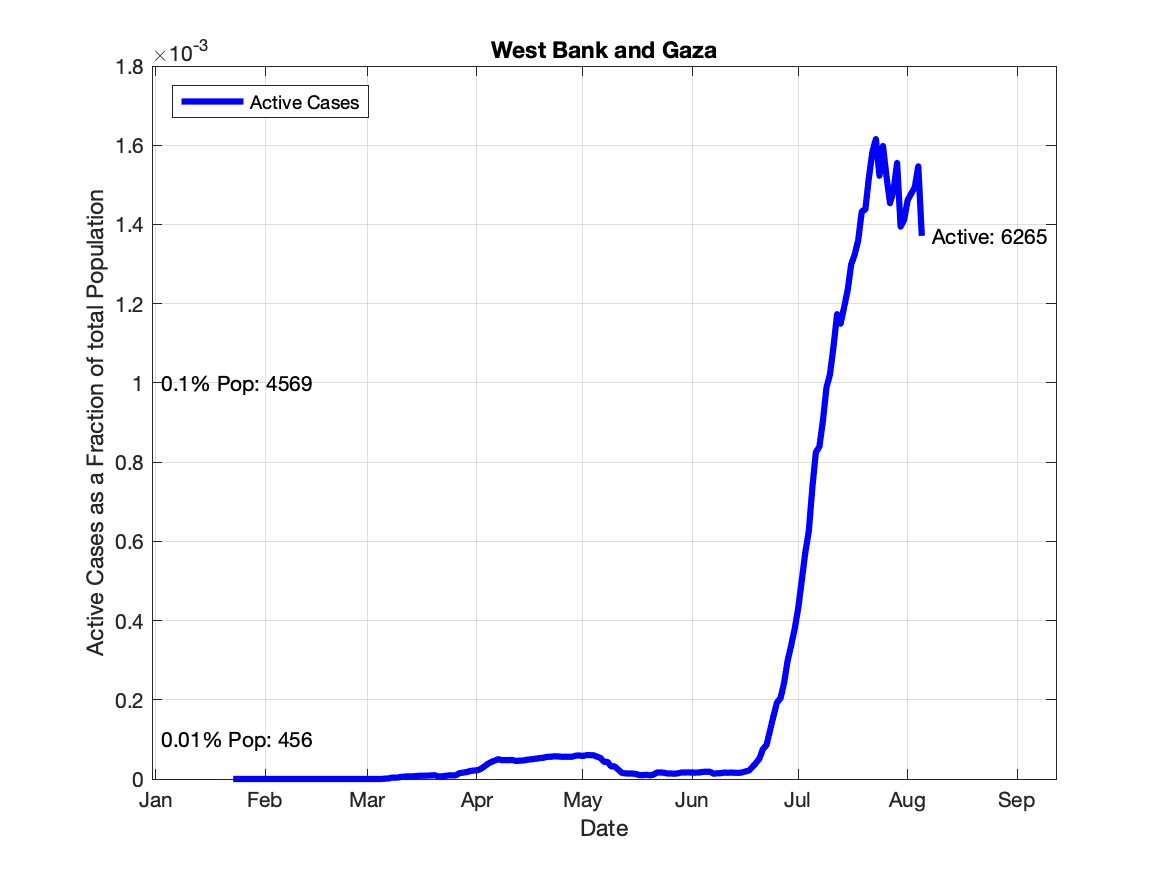 West Bank and Gaza
×10-3
1.8
1.6
1.4
1.2
1
0.8
0.6
0.4
0.2
0
Active Cases
Active: 6265
0.1% Pop: 4569
0.01% Pop: 456
Active Cases as a Fraction of total Population
Jan Feb Mar Apr May Jun Jul Aug Sep
Date